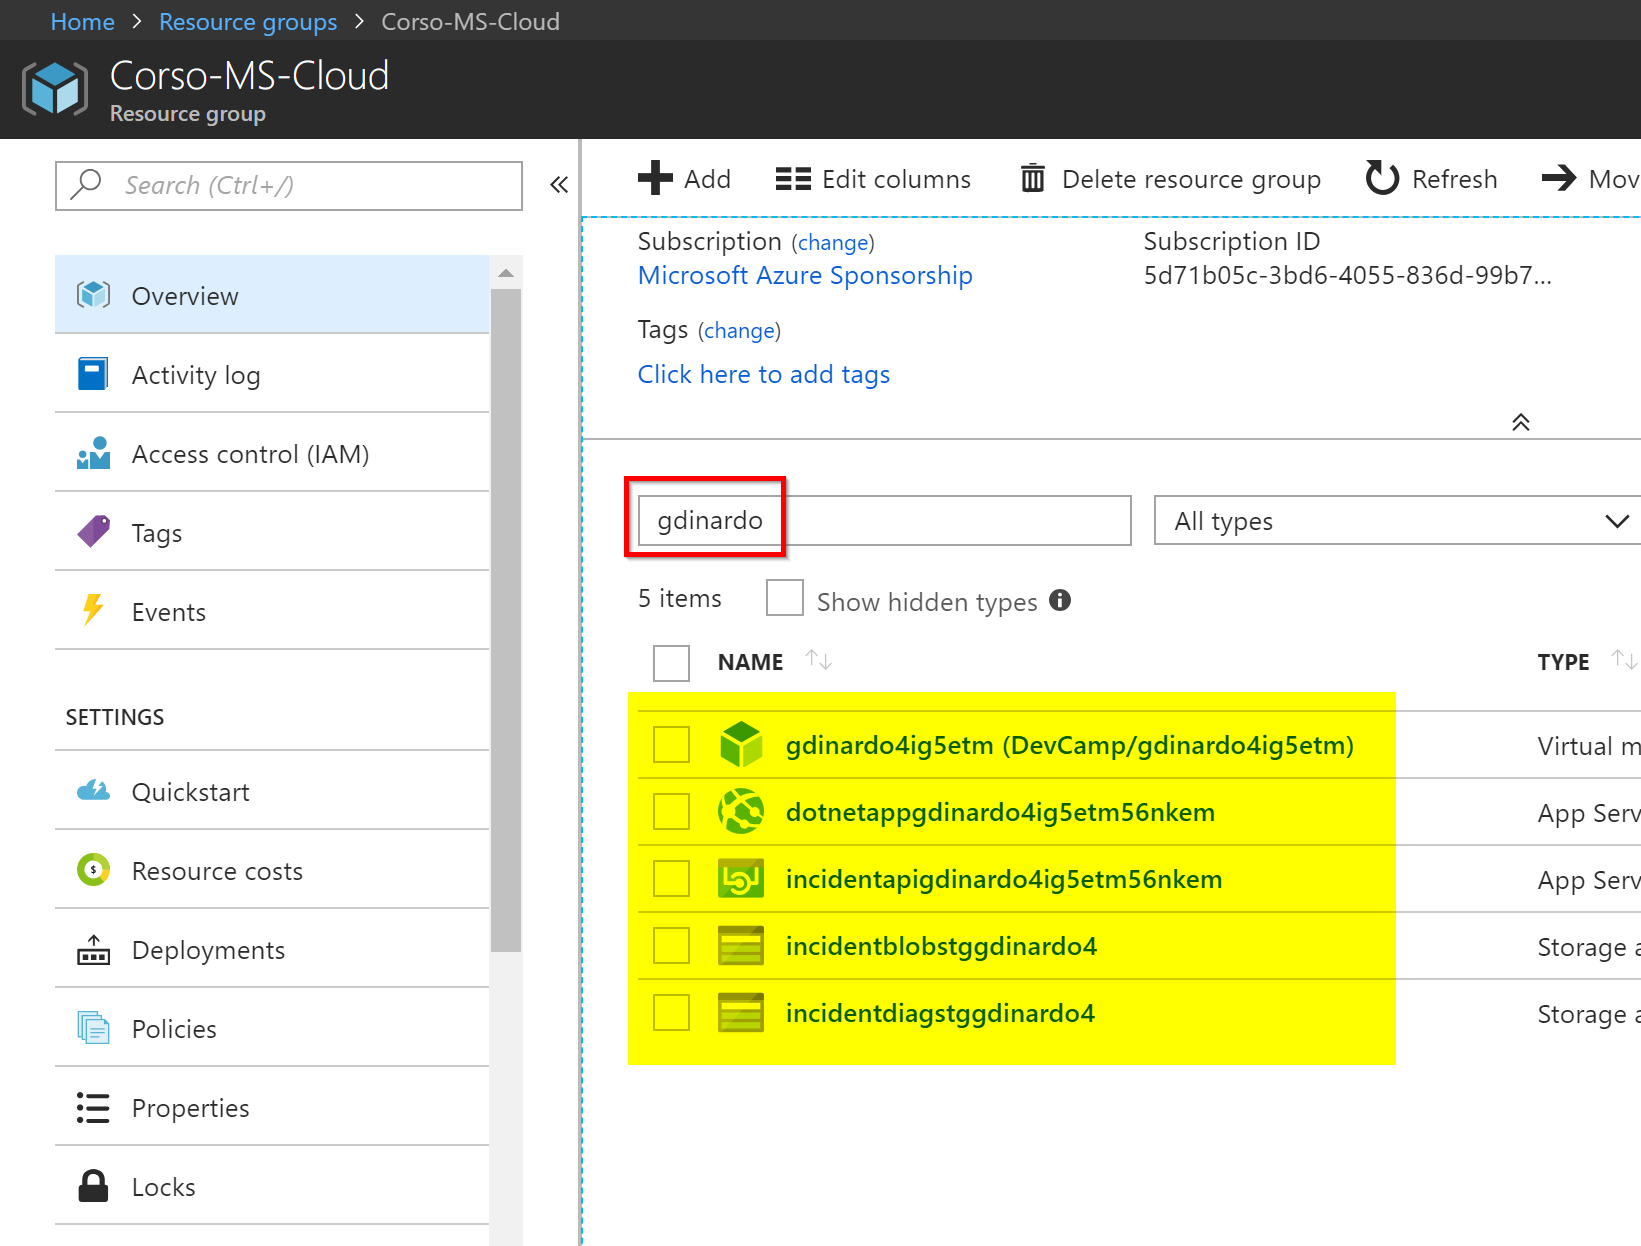 Home > Resource groups > Corso-MS-Cloud
Corso-MS-Cloud
Resource group
Search (Ctrl+/)
«
Overview
Activity log
Access control (IAM)
Tags
Events
SETTINGS
Quickstart
Resource costs
Deployments
Policies
Properties
Locks
Add Edit columns Delete resource group Refresh Mov
Subscription (change) Subscription ID
Microsoft Azure Sponsorship 5d71b05c-3bd6-4055-836d-99b7...
Tags (change)
Click here to add tags
gdinardo All types
5 items Show hidden types
NAME TYPE
gdinardo4ig5etm (DevCamp/gdinardo4ig5etm) Virtual m
dotnetappgdinardo4ig5etm56nkem App Serv
incidentapigdinardo4ig5etm56nkem App Serv
incidentblobstggdinardo4 Storage a
incidentdiagstggdinardo4 Storage a